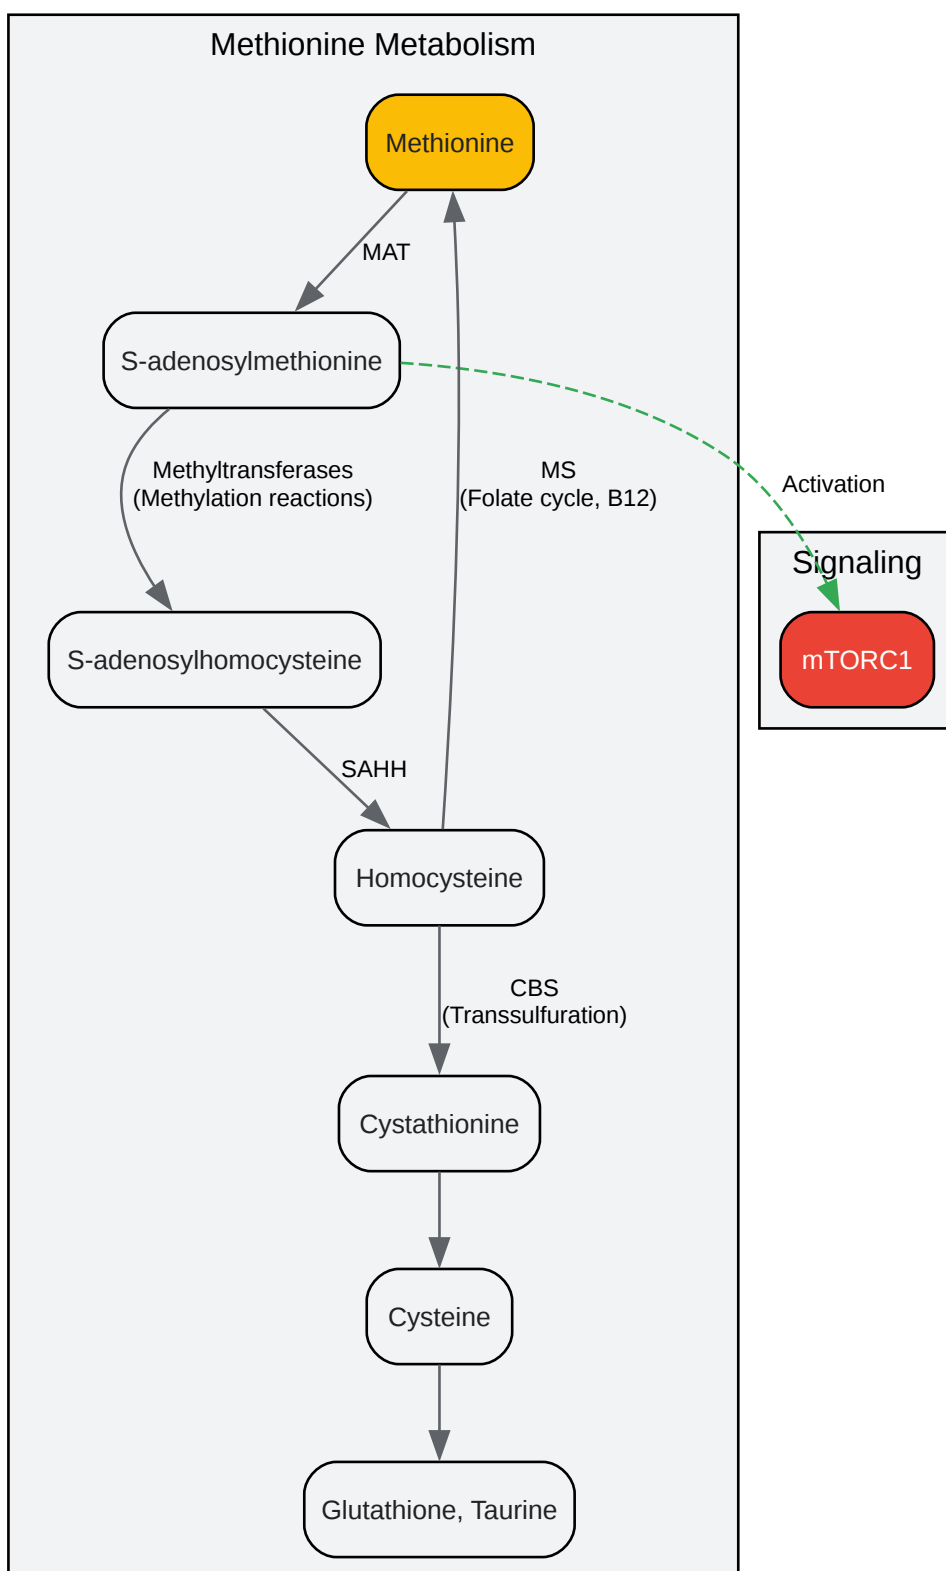 Methionine Metabolism
Methionine
MAT
S-adenosylmethionine
Methyltransferases
(Methylation reactions)
MS
(Folate cycle, B12)
Activation
Signaling
mTORC1
S-adenosylhomocysteine
SAHH
Homocysteine
CBS
(Transsulfuration)
Cystathionine
Cysteine
Glutathione, Taurine